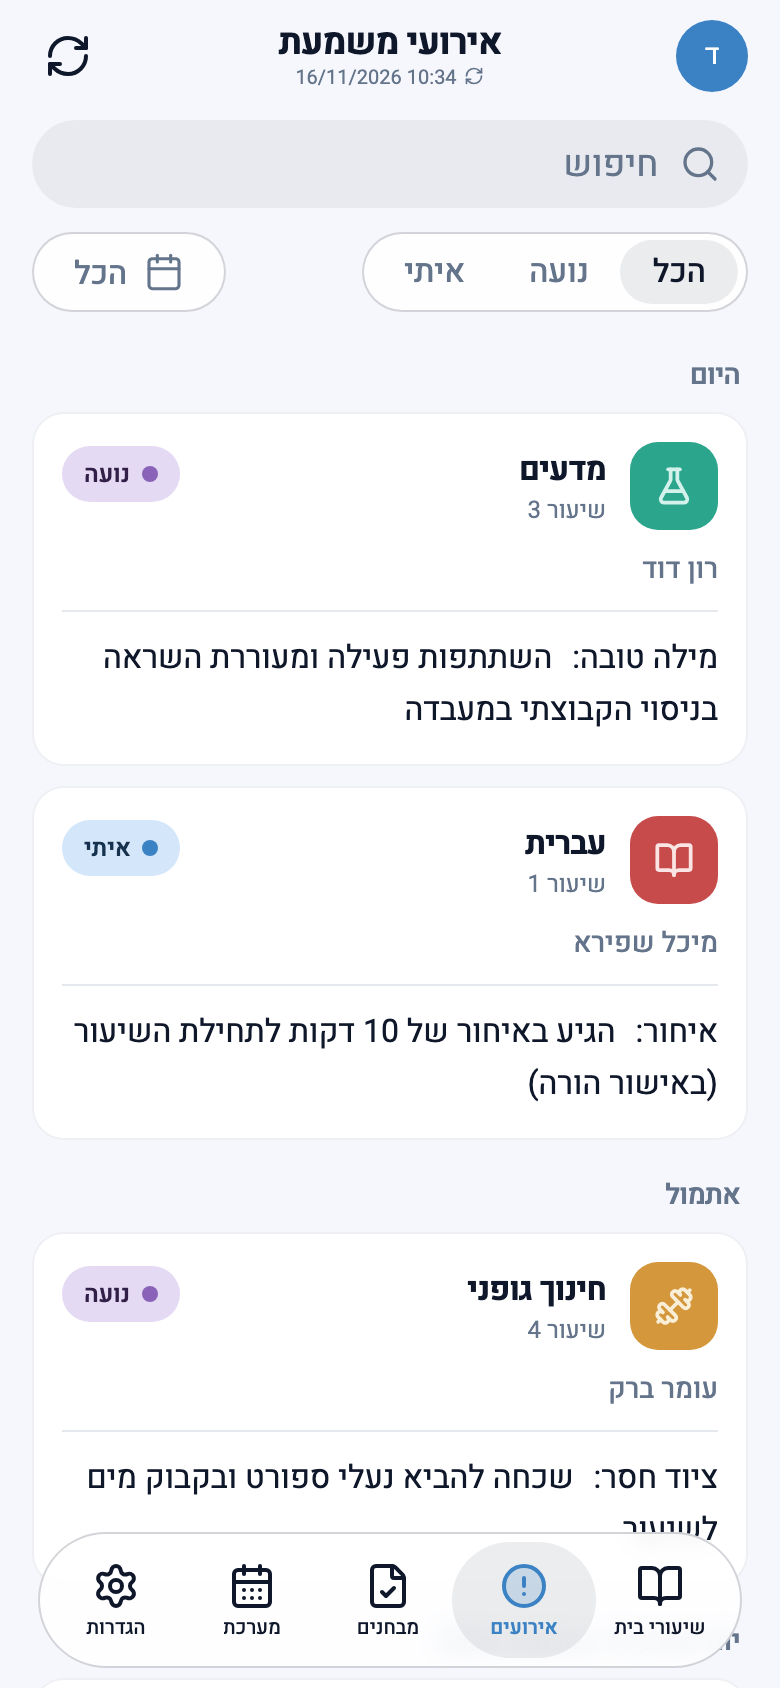 ד
אירועי משמעת
16/11/2026 10:34
חיפוש
הכל נועה איתי
הכל
היום
מדעים
שיעור 3
נועה
רון דוד
מילה טובה: השתתפות פעילה ומעוררת השראה
בניסוי הקבוצתי במעבדה
עברית
שיעור 1
איתי
מיכל שפירא
איחור: הגיע באיחור של 10 דקות לתחילת השיעור
(באישור הורה)
אתמול
חינוך גופני
שיעור 4
נועה
עומר ברק
ציוד חסר: שכחה להביא נעלי ספורט ובקבוק מים
לשיעור
שיעורי בית אירועים מבחנים מערכת הגדרות